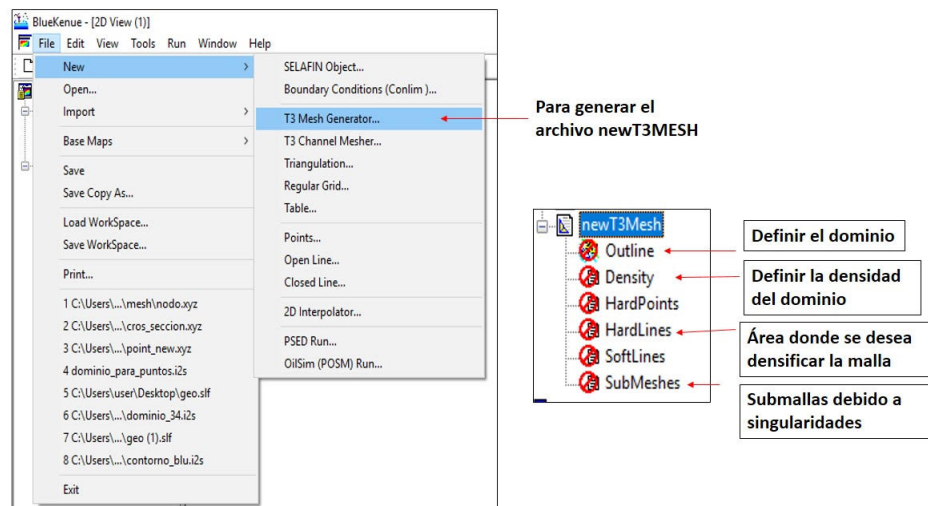 BlueKenue - [2D View (1)]
File Edit View Tools Run Window Help
New >
Open...
Import >
Base Maps >
Save
Save Copy As...
Load WorkSpace...
Save WorkSpace...
Print...
1 C:\Users\...\mesh\nodo.xyz
2 C:\Users\...\cros_seccion.xyz
3 C:\Users\...\point_new.xyz
4 dominio_para_puntos.i2s
5 C:\Users\user\Desktop\geo.slf
6 C:\Users\...\dominio_34.i2s
7 C:\Users\...\geo (1).slf
8 C:\Users\...\contorno_blu.i2s
Exit
SELAFIN Object...
Boundary Conditions (Conlim )...
T3 Mesh Generator...
T3 Channel Mesher...
Triangulation...
Regular Grid...
Table...
Points...
Open Line...
Closed Line...
2D Interpolator...
PSED Run...
OilSim (POSM) Run...
Para generar el
archivo newT3MESH
newT3Mesh
Outline
Density
HardPoints
HardLines
SoftLines
SubMeshes
Definir el dominio
Definir la densidad
del dominio
Área donde se desea
densificar la malla
Submallas debido a
singularidades